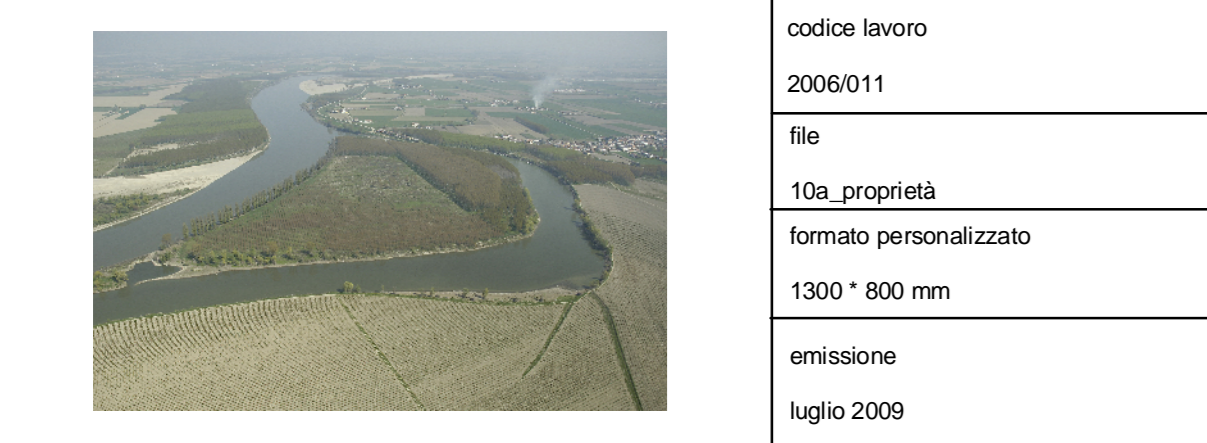 codice lavoro
2006/011
file
10a_proprietà
formato personalizzato
1300 * 800 mm
emissione
luglio 2009